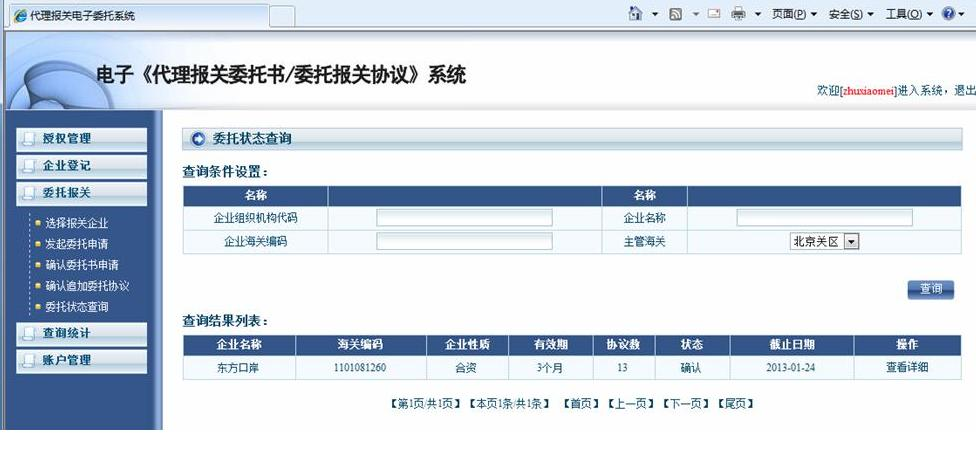 代理报关电子委托系统
页面(P) 安全(S) 工具(O)
电子《代理报关委托书/委托报关协议》系统
欢迎[zhuxiaomei]进入系统，退出
授权管理
企业登记
委托报关
选择报关企业
发起委托申请
确认委托书申请
确认追加委托协议
委托状态查询
查询统计
账户管理
委托状态查询
查询条件设置：
名称 名称
企业组织机构代码 企业名称
企业海关编码 主管海关 北京关区
查询
查询结果列表：
企业名称 海关编码 企业性质 有效期 协议数 状态 截止日期 操作
东方口岸 1101081260 合资 3个月 13 确认 2013-01-24 查看详细
【第1页/共1页】【本页1条/共1条】 【首页】【上一页】【下一页】【尾页】